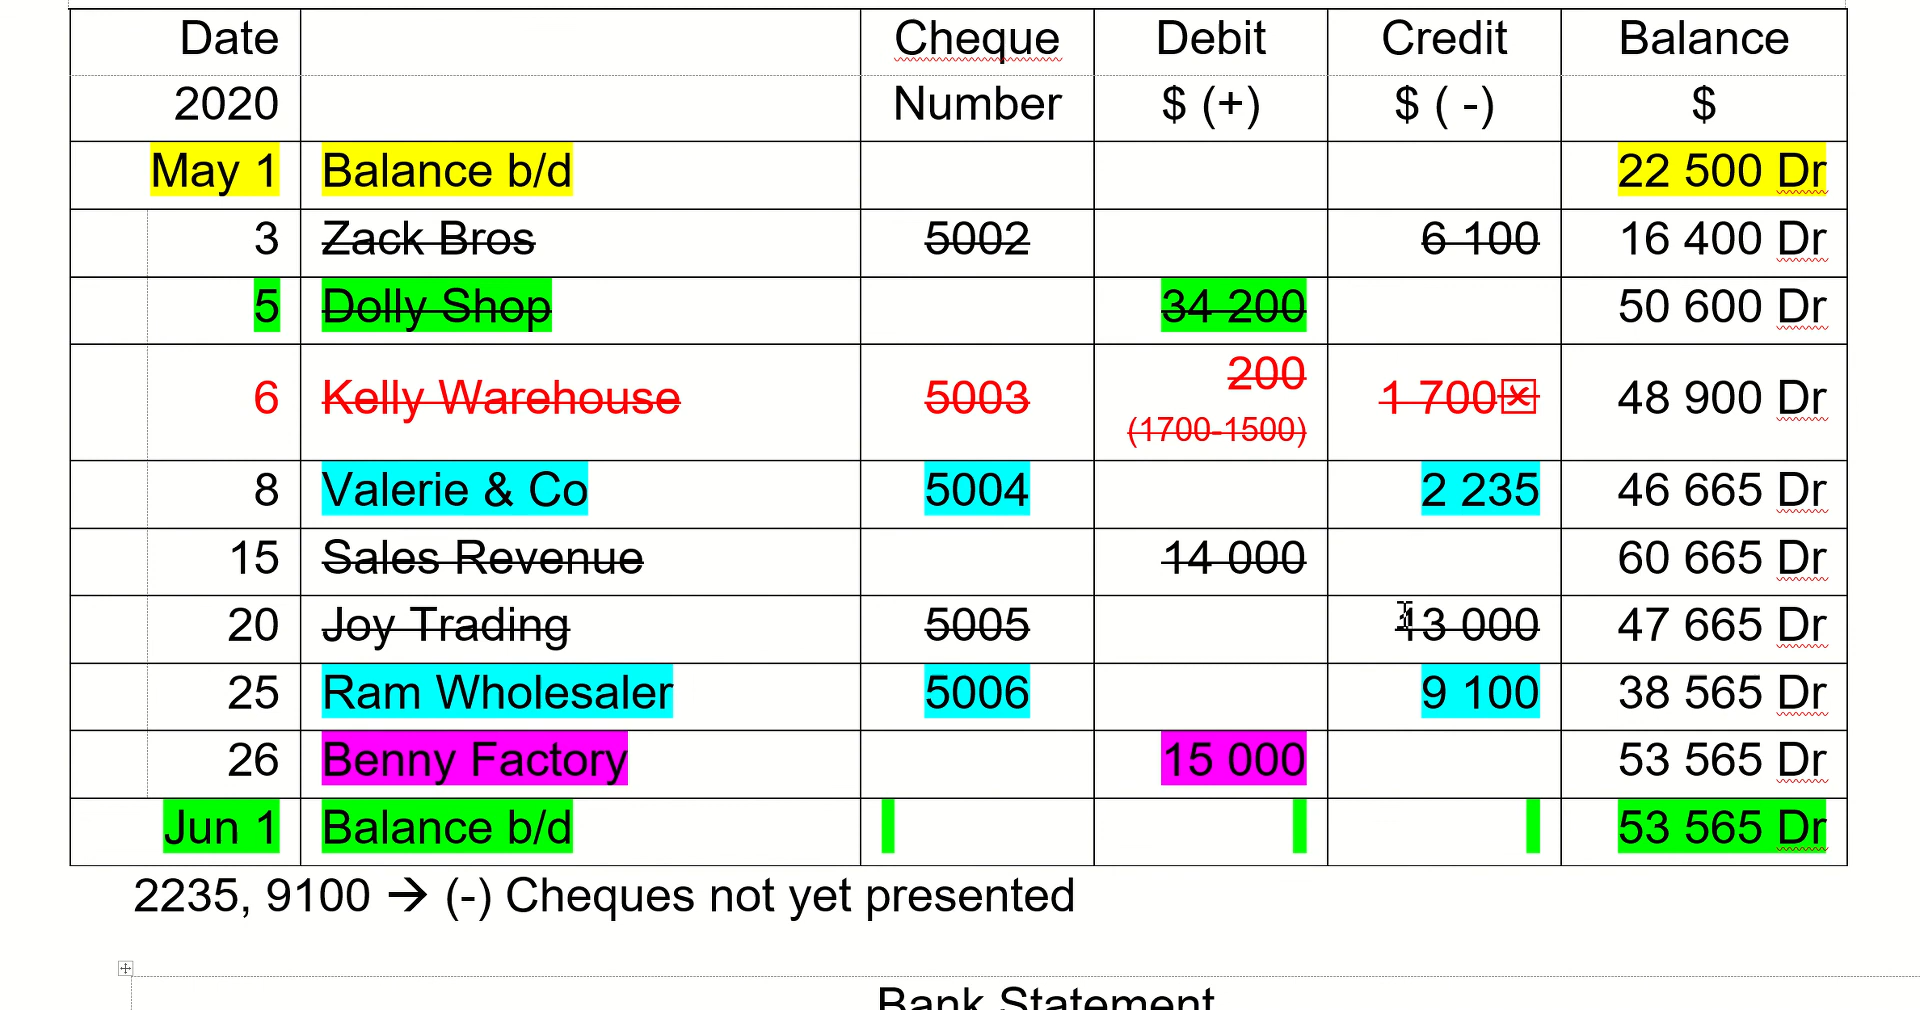 Date Cheque Debit Credit Balance
2020 Number $ (+) $ ( -) $
May 1 Balance b/d 22 500 Dr
3 Zack Bros 5002 6 100 16 400 Dr
5 Dolly Shop 34 200 50 600 Dr
6 Kelly Warehouse 5003 200 (1700-1500) 1 700 48 900 Dr
8 Valerie & Co 5004 2 235 46 665 Dr
15 Sales Revenue 14 000 60 665 Dr
20 Joy Trading 5005 13 000 47 665 Dr
25 Ram Wholesaler 5006 9 100 38 565 Dr
26 Benny Factory 15 000 53 565 Dr
Jun 1 Balance b/d 53 565 Dr
2235, 9100 → (-) Cheques not yet presented
Bank Statement